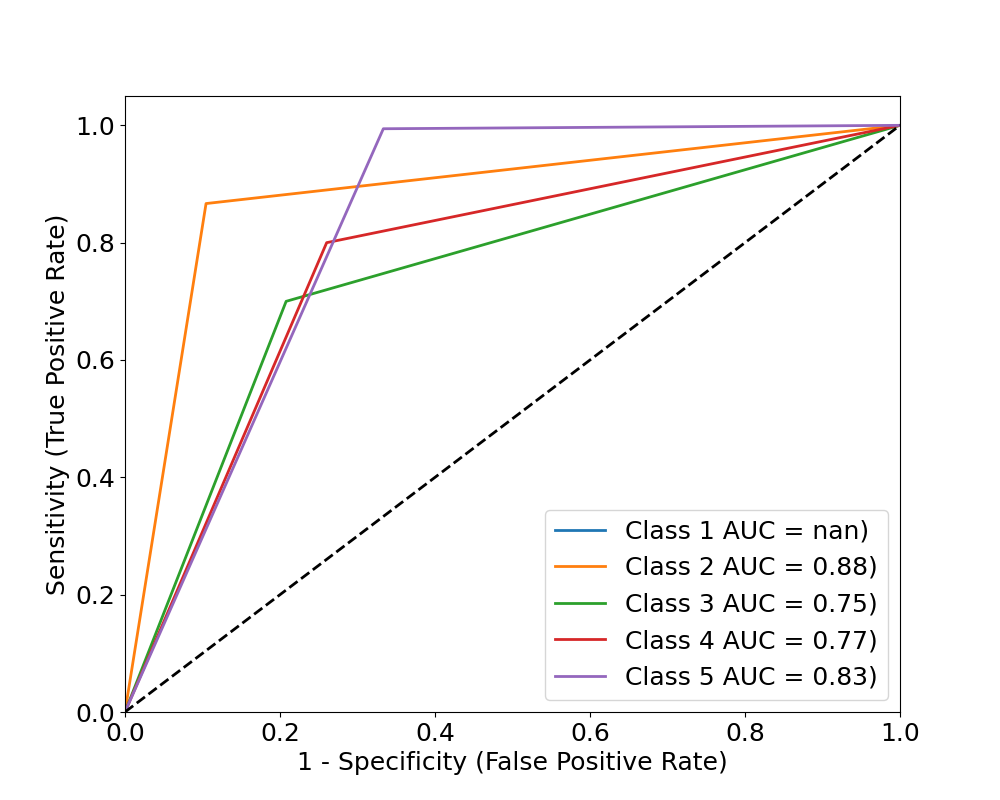 1.0
0.8
0.6
0.4
0.2
0.0
Sensitivity (True Positive Rate)
Class 1 AUC = nan)
Class 2 AUC = 0.88)
Class 3 AUC = 0.75)
Class 4 AUC = 0.77)
Class 5 AUC = 0.83)
0.0 0.2 0.4 0.6 0.8 1.0
1 - Specificity (False Positive Rate)